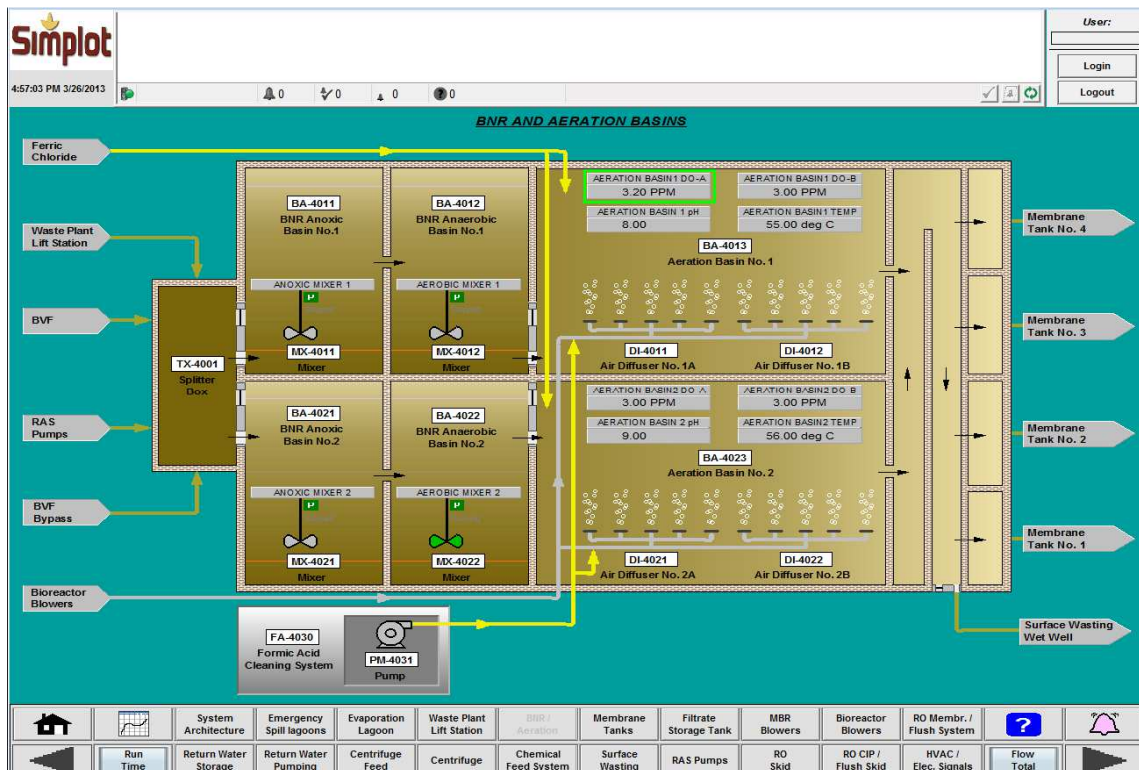 Simplot
User:
Login
4:57:03 PM 3/26/2013
0
0
0
0
Logout
BNR AND AERATION BASINS
Ferric
Chloride
Waste Plant
Lift Station
BVF
RAS
Pumps
BVF
Bypass
Bioreactor
Blowers
TX-4001
Splitter
Box
BA-4011
BNR Anoxic
Basin No.1
ANOXIC MIXER 1
P
MX-4011
Mixer
BA-4012
BNR Anaerobic
Basin No.1
AEROBIC MIXER 1
P
MX-4012
Mixer
BA-4021
BNR Anoxic
Basin No.2
ANOXIC MIXER 2
P
MX-4021
Mixer
BA-4022
BNR Anaerobic
Basin No.2
AEROBIC MIXER 2
P
MX-4022
Mixer
AERATION BASIN1 DO-A
3.20 PPM
AERATION BASIN1 DO-B
3.00 PPM
AERATION BASIN 1 pH
8.00
AERATION BASIN1 TEMP
55.00 deg C
BA-4013
Aeration Basin No. 1
DI-4011
Air Diffuser No. 1A
DI-4012
Air Diffuser No. 1B
AERATION BASIN2 DO-A
3.00 PPM
AERATION BASIN2 DO-B
3.00 PPM
AERATION BASIN 2 pH
9.00
AERATION BASIN2 TEMP
56.00 deg C
BA-4023
Aeration Basin No. 2
DI-4021
Air Diffuser No. 2A
DI-4022
Air Diffuser No. 2B
Membrane
Tank No. 4
Membrane
Tank No. 3
Membrane
Tank No. 2
Membrane
Tank No. 1
Surface Wasting
Wet Well
FA-4030
Formic Acid
Cleaning System
PM-4031
Pump
System
Architecture
Emergency
Spill lagoons
Evaporation
Lagoon
Waste Plant
Lift Station
BNR /
Aeration
Membrane
Tanks
Filtrate
Storage Tank
MBR
Blowers
Bioreactor
Blowers
RO Membr. /
Flush System
?
Run
Time
Return Water
Storage
Return Water
Pumping
Centrifuge
Feed
Centrifuge
Chemical
Feed System
Surface
Wasting
RAS Pumps
RO
Skid
RO CIP /
Flush Skid
HVAC /
Elec. Signals
Flow
Total